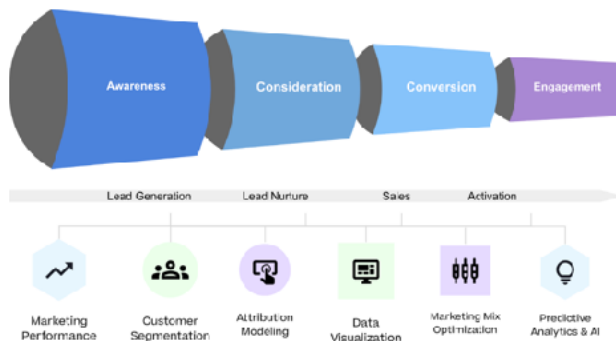 Awareness
Consideration
Conversion
Engagement
Lead Generation
Lead Nurture
Sales
Activation
Marketing
Performance
Customer
Segmentation
Attribution
Modeling
Data
Visualization
Marketing Mix
Optimization
Predictive
Analytics & AI